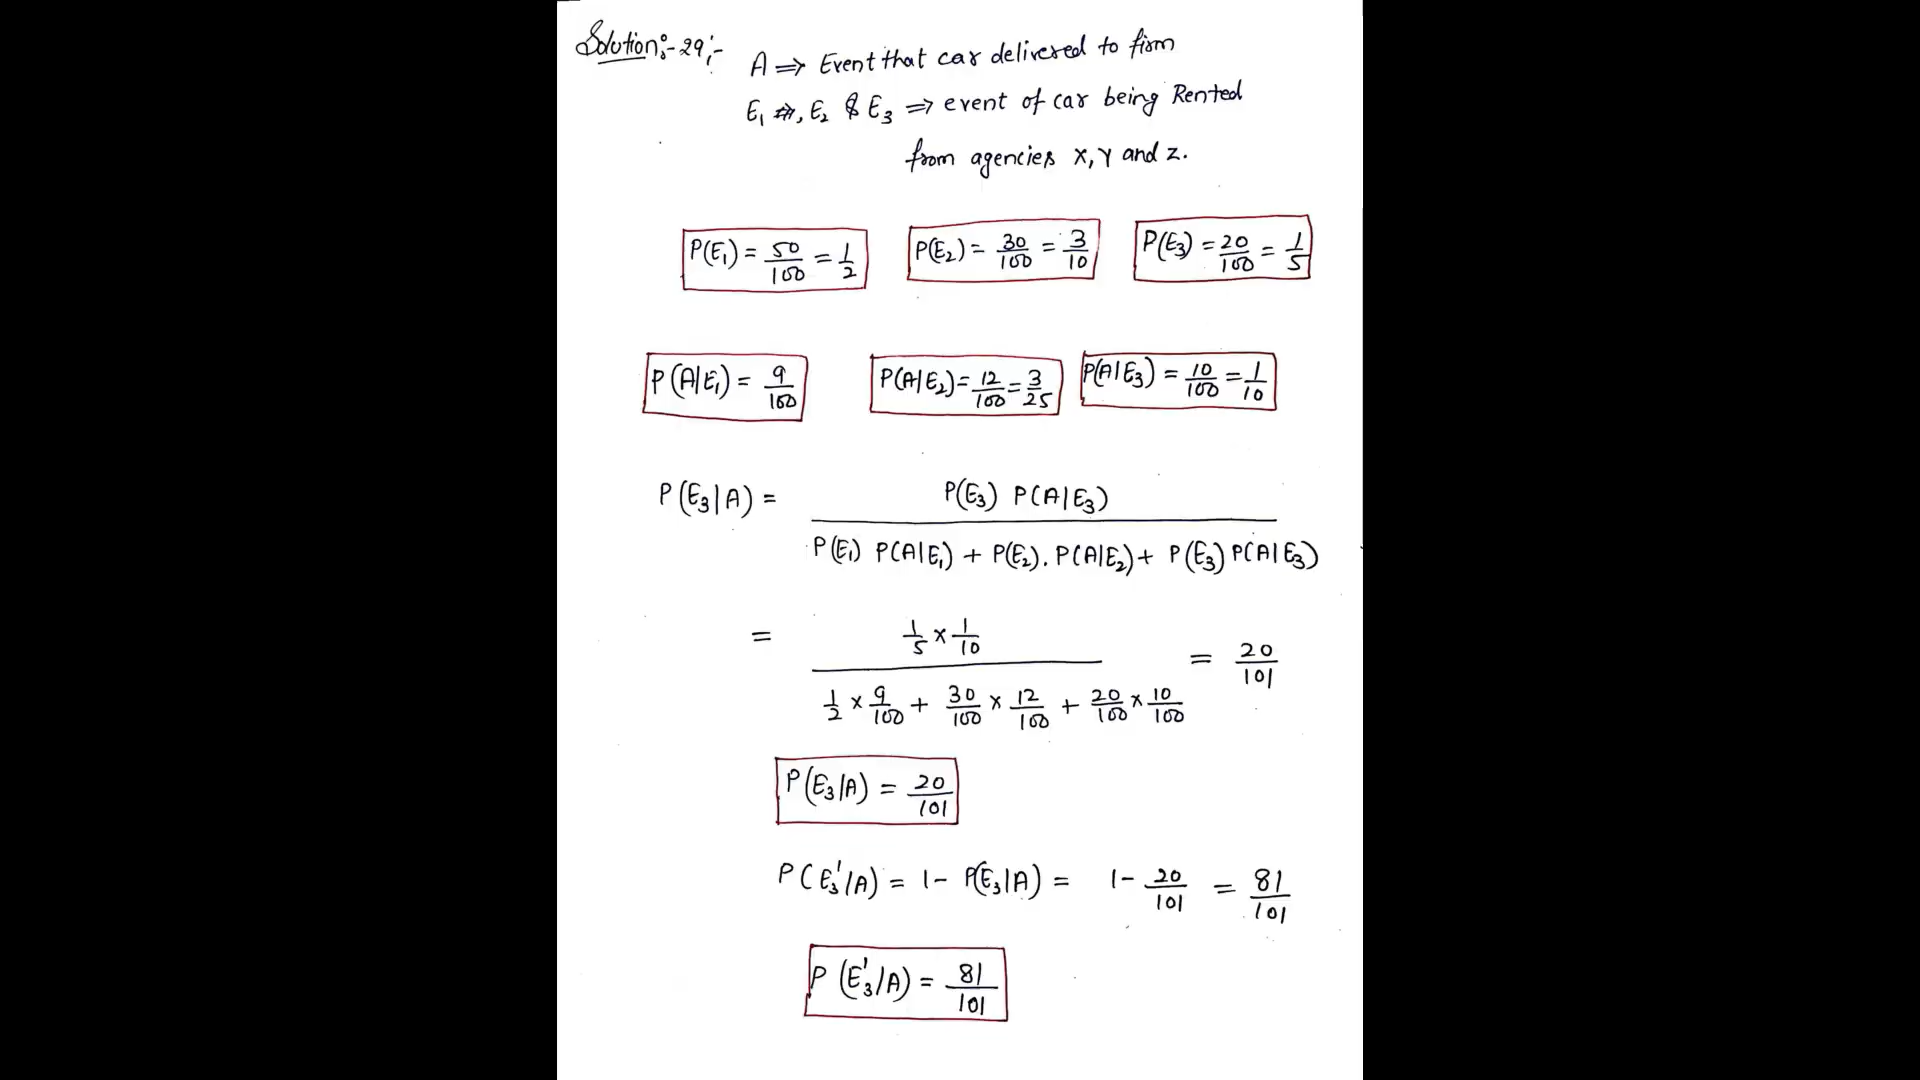 Solution:-29:-
A ⇒ Event that car delivered to firm
E₁, E₂ & E₃ ⇒ event of car being Rented
from agencies X, Y and Z.
P(E₁) = 50/100 = 1/2
P(E₂) = 30/100 = 3/10
P(E₃) = 20/100 = 1/5
P(A|E₁) = 9/100
P(A|E₂) = 12/100 = 3/25
P(A|E₃) = 10/100 = 1/10
P(E₃|A) = P(E₃) P(A|E₃)
P(E₁) P(A|E₁) + P(E₂). P(A|E₂) + P(E₃) P(A|E₃)
= 1/5 × 1/10
1/2 × 9/100 + 30/100 × 12/100 + 20/100 × 10/100 = 20/101
P(E₃/A) = 20/101
P(E₃'/A) = 1 - P(E₃|A) = 1 - 20/101 = 81/101
P(E₃'/A) = 81/101